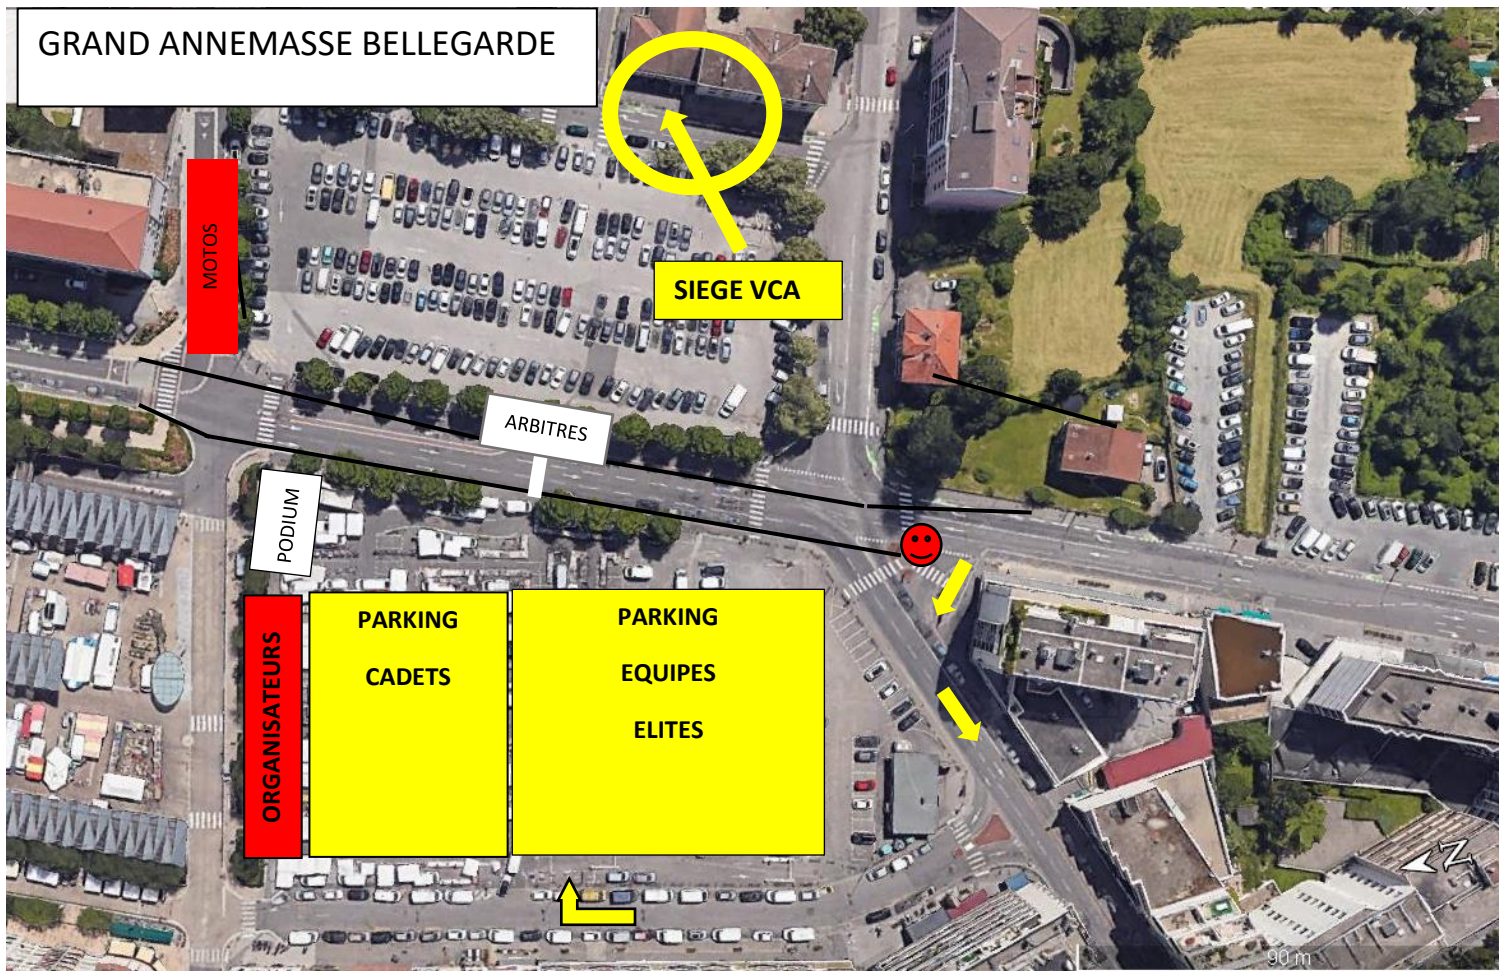 GRAND ANNEMASSE BELLEGARDE
MOTOS
SIEGE VCA
ARBITRES
PODIUM
ORGANISATEURS
PARKING
CADETS
PARKING
EQUIPES
ELITES
N
90 m